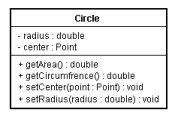 Circle
- radius : double
- center : Point
+ getArea() : double
+ getCircumfrence() : double
+ setCenter(point : Point) : void
+ setRadius(radius : double) : void